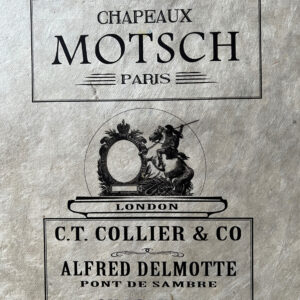 CHAPEAUX
MOTSCH
PARIS
LONDON
C.T. COLLIER & CO
ALFRED DELMOTTE
PONT DE SAMBRE